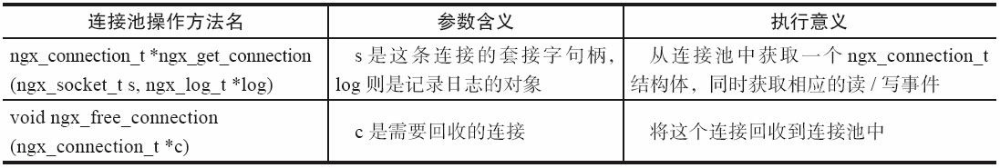 连接池操作方法名 参数含义 执行意义
ngx_connection_t *ngx_get_connection
(ngx_socket_t s, ngx_log_t *log)
s 是这条连接的套接字句柄，
log 则是记录日志的对象
从连接池中获取一个 ngx_connection_t
结构体，同时获取相应的读 / 写事件
void ngx_free_connection
(ngx_connection_t *c)
c 是需要回收的连接
将这个连接回收到连接池中